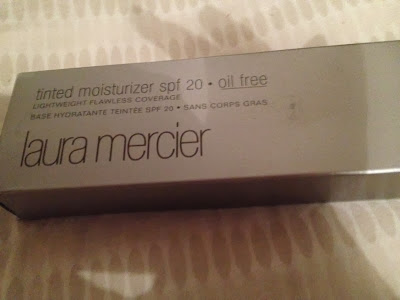 tinted moisturizer spf 20 • oil free
LIGHTWEIGHT FLAWLESS COVERAGE
BASE HYDRATANTE TEINTÉE SPF 20 • SANS CORPS GRAS
laura mercier